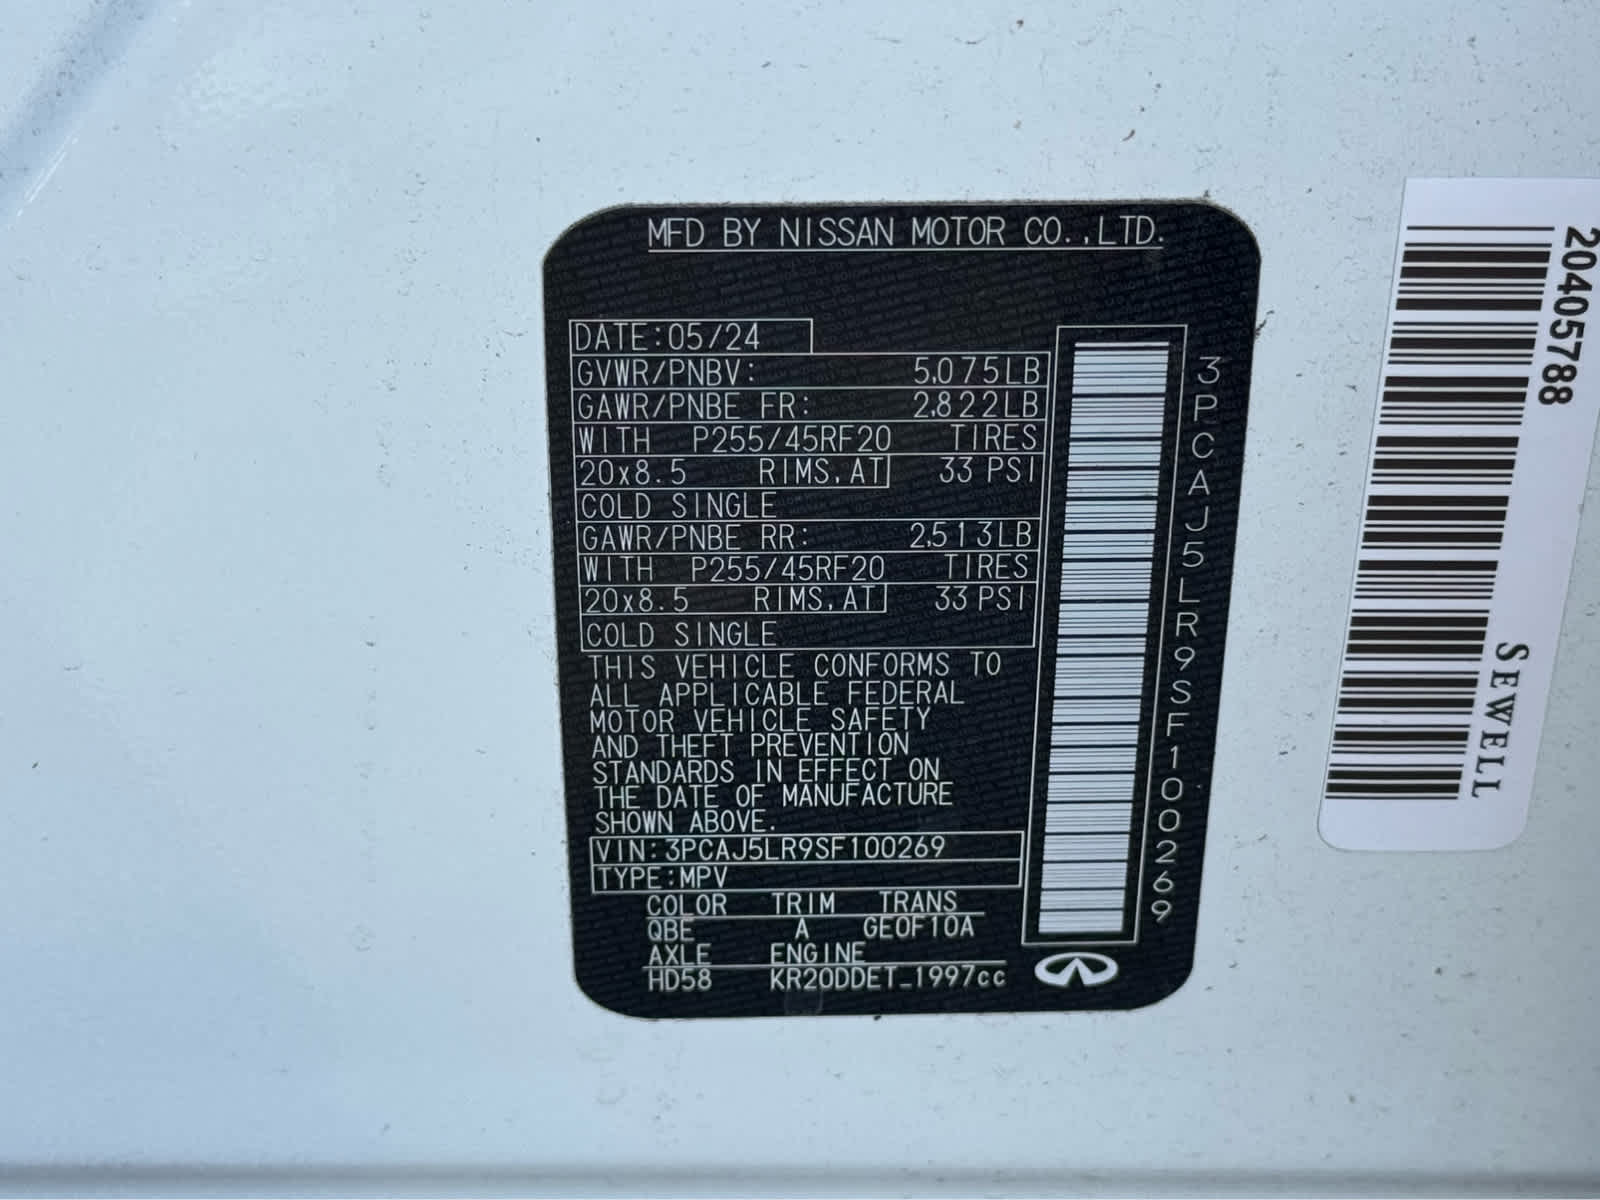 MFD BY NISSAN MOTOR CO.,LTD.
DATE:05/24
GVWR/PNBV: 5,075LB
GAWR/PNBE FR: 2,822LB
WITH P255/45RF20 TIRES
20x8.5 RIMS,AT 33 PSI
COLD SINGLE
GAWR/PNBE RR: 2,513LB
WITH P255/45RF20 TIRES
20x8.5 RIMS,AT 33 PSI
COLD SINGLE
THIS VEHICLE CONFORMS TO
ALL APPLICABLE FEDERAL
MOTOR VEHICLE SAFETY
AND THEFT PREVENTION
STANDARDS IN EFFECT ON
THE DATE OF MANUFACTURE
SHOWN ABOVE.
VIN:3PCAJ5LR9SF100269
TYPE:MPV
COLOR TRIM TRANS
QBE A GE0F10A
AXLE ENGINE
HD58 KR20DDET_1997cc
3PCAJ5LR9SF100269
20405788
SEWELL